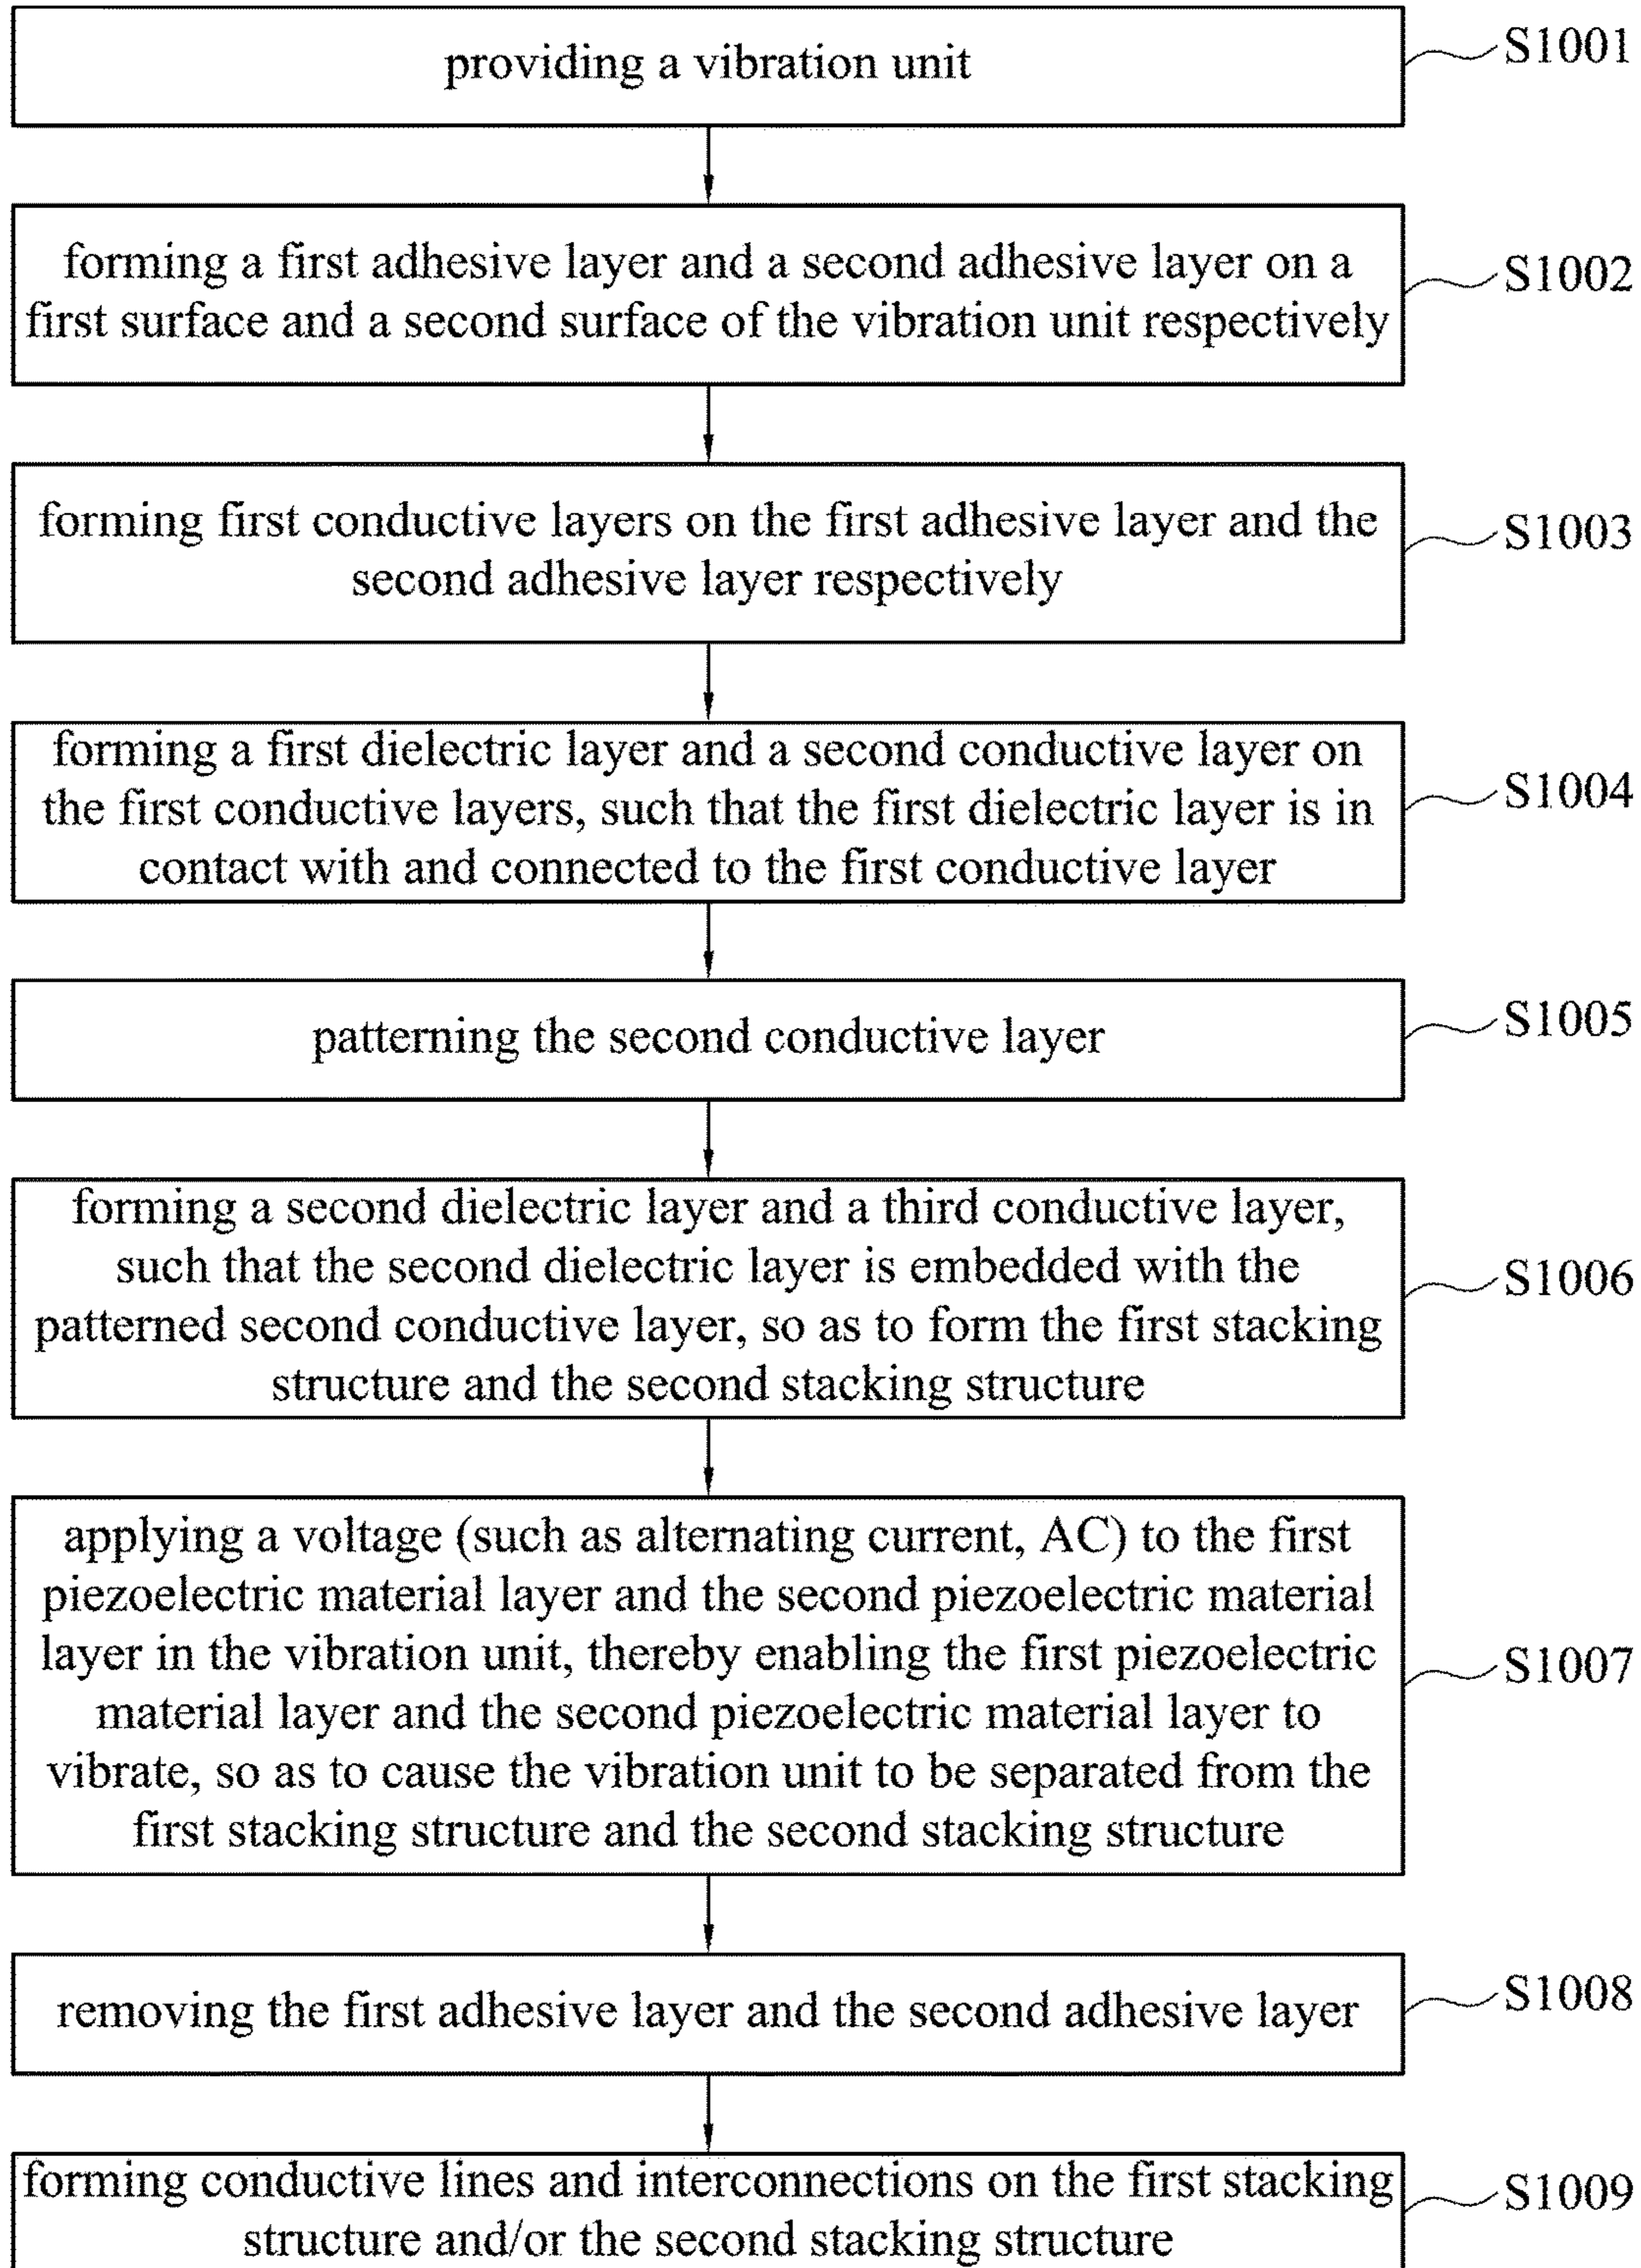 providing a vibration unit
S1001
forming a first adhesive layer and a second adhesive layer on a
first surface and a second surface of the vibration unit respectively
S1002
forming first conductive layers on the first adhesive layer and the
second adhesive layer respectively
S1003
forming a first dielectric layer and a second conductive layer on
the first conductive layers, such that the first dielectric layer is in
contact with and connected to the first conductive layer
S1004
patterning the second conductive layer
S1005
forming a second dielectric layer and a third conductive layer,
such that the second dielectric layer is embedded with the
patterned second conductive layer, so as to form the first stacking
structure and the second stacking structure
S1006
applying a voltage (such as alternating current, AC) to the first
piezoelectric material layer and the second piezoelectric material
layer in the vibration unit, thereby enabling the first piezoelectric
material layer and the second piezoelectric material layer to
vibrate, so as to cause the vibration unit to be separated from the
first stacking structure and the second stacking structure
S1007
removing the first adhesive layer and the second adhesive layer
S1008
forming conductive lines and interconnections on the first stacking
structure and/or the second stacking structure
S1009